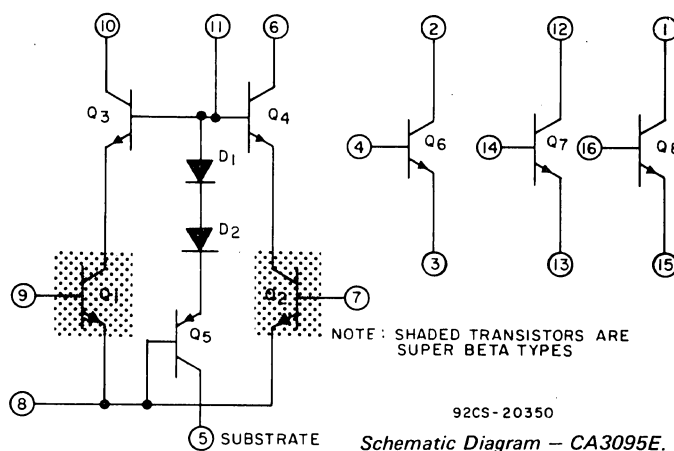 10
11
6
2
12
1
Q3
Q4
D1
4
Q6
14
Q7
16
Q8
D2
3
13
15
9
Q1
Q2
7
Q5
NOTE: SHADED TRANSISTORS ARE
SUPER BETA TYPES
8
92CS-20350
5 SUBSTRATE
Schematic Diagram – CA3095E.